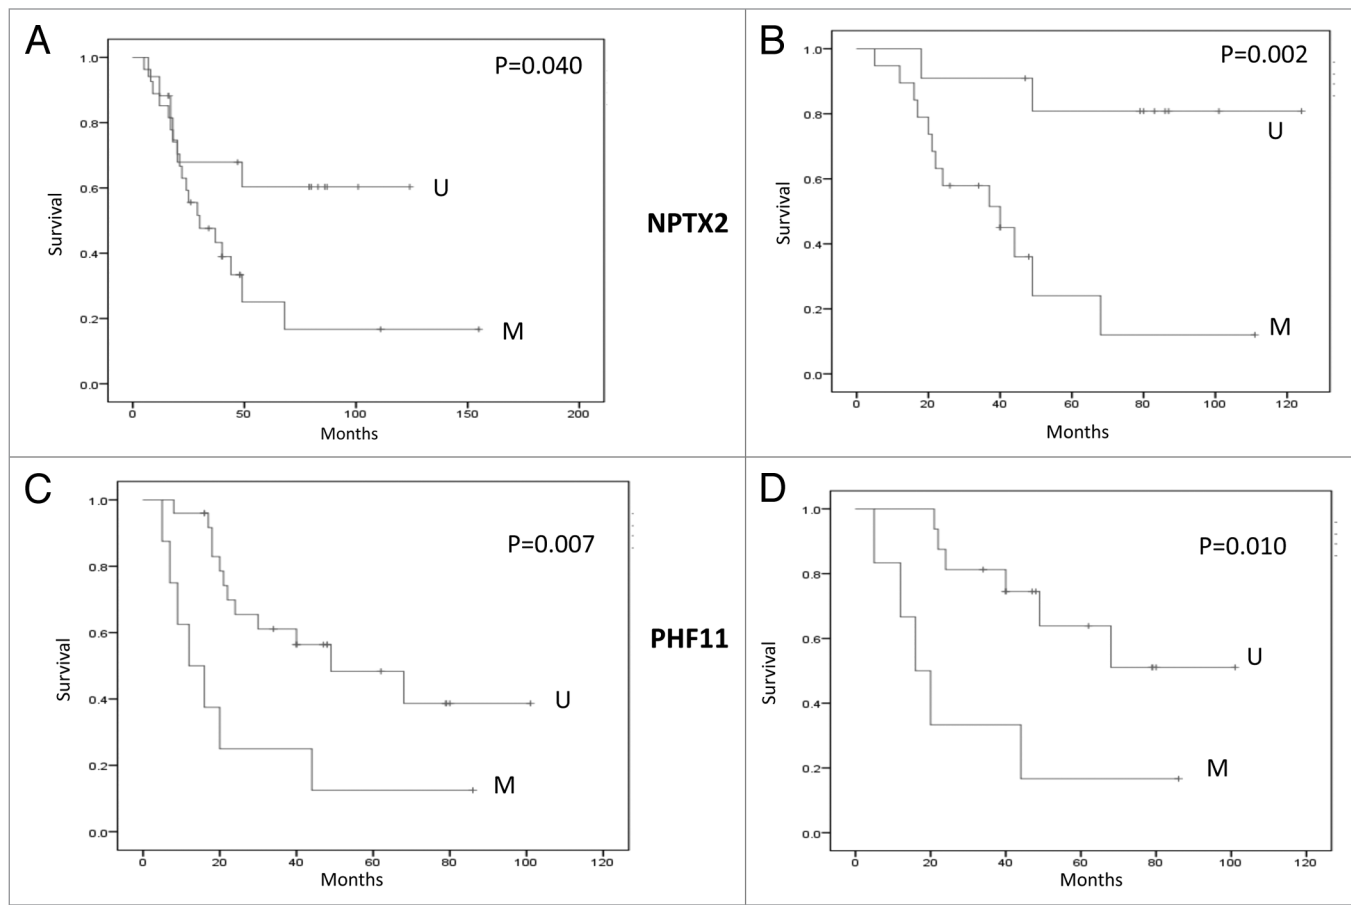 A
P=0.040
1.0
0.8
0.6
0.4
0.2
0.0
Survival
U
M
0
50
100
150
200
Months
NPTX2
B
P=0.002
1.0
0.8
0.6
0.4
0.2
0.0
Survival
U
M
0
20
40
60
80
100
120
Months
C
P=0.007
1.0
0.8
0.6
0.4
0.2
0.0
Survival
U
M
0
20
40
60
80
100
120
Months
PHF11
D
P=0.010
1.0
0.8
0.6
0.4
0.2
0.0
Survival
U
M
0
20
40
60
80
100
120
Months